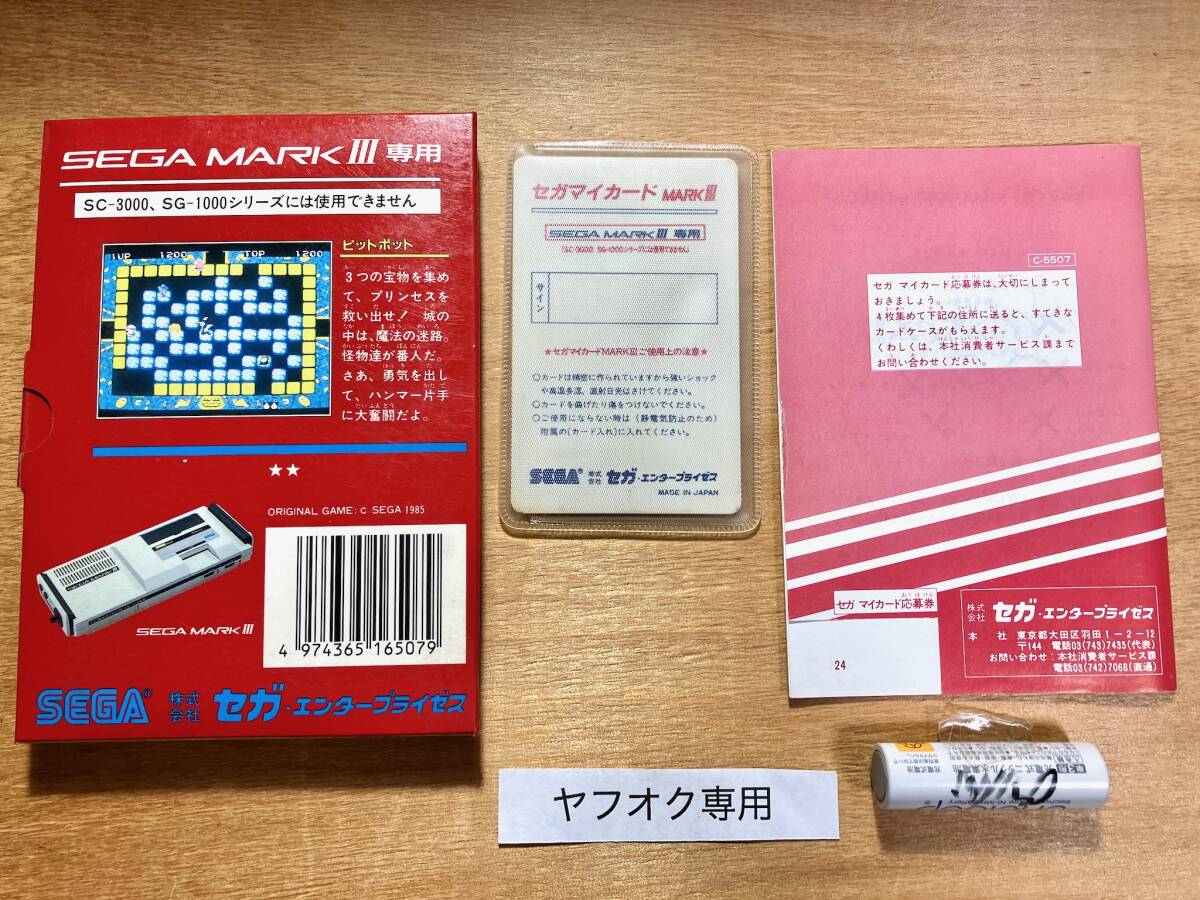 SEGA MARK III 専用
SC-3000、SG-1000シリーズには使用できません
1UP 1200 TOP 1200
ピットポット
3つの宝物を集め
て、プリンセスを
救い出せ! 城の
中は、魔法の迷路。
怪物達が番人だ。
さあ、勇気を出し
て、ハンマー片手
に大奮闘だよ。
★★
ORIGINAL GAME: © SEGA 1985
SEGA MARK III
4 974365 165079
SEGA® 株式会社 セガ・エンタープライゼス
セガマイカード MARK III
SEGA MARK III 専用
(SC-3000、SG-1000シリーズには使用できません)
サイン
★セガマイカードMARKIIIご使用上の注意★
○カードは精密に作られていますから強いショック
や高温多湿、直射日光はさけてください。
○カードを曲げたり傷をつけないでください。
○ご使用にならない時は(静電気防止のため)
附属の(カード入れ)に入れてください。
SEGA® 株式会社 セガ・エンタープライゼス
MADE IN JAPAN
C-5507
セガ マイカード応募券は、大切にしまって
おきましょう。
4枚集めて下記の住所に送ると、すてきな
カードケースがもらえます。
くわしくは、本社消費者サービス課まで
お問い合わせください。
セガ マイカード応募券
24
株式会社 セガ・エンタープライゼス
本 社 東京都大田区羽田1-2-12
〒144 電話03(743)7435(代表)
お問い合わせ:本社消費者サービス課
電話03(742)7068(直通)
ヤフオク専用
単3形 充電式ニッケル水素電池